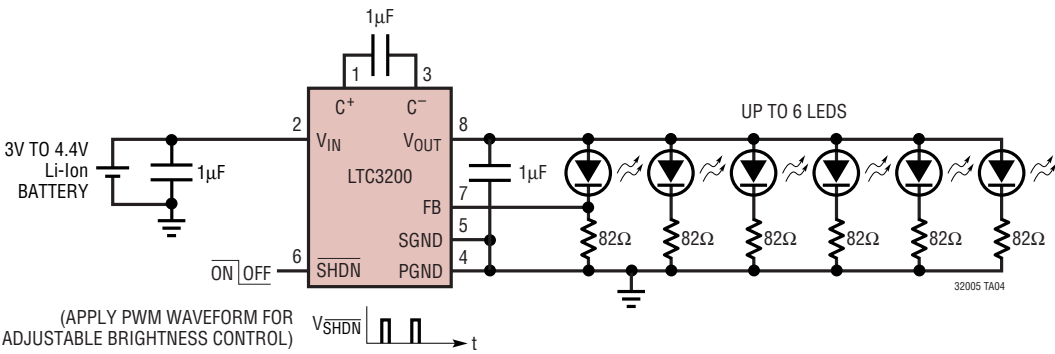 1μF
1
3
C+
C−
2
VIN
VOUT
8
UP TO 6 LEDS
3V TO 4.4V
Li-Ion
BATTERY
1μF
LTC3200
1μF
FB
7
82Ω
82Ω
82Ω
82Ω
82Ω
82Ω
SGND
5
ON OFF
6
SHDN
PGND
4
32005 TA04
(APPLY PWM WAVEFORM FOR
ADJUSTABLE BRIGHTNESS CONTROL)
VSHDN
t